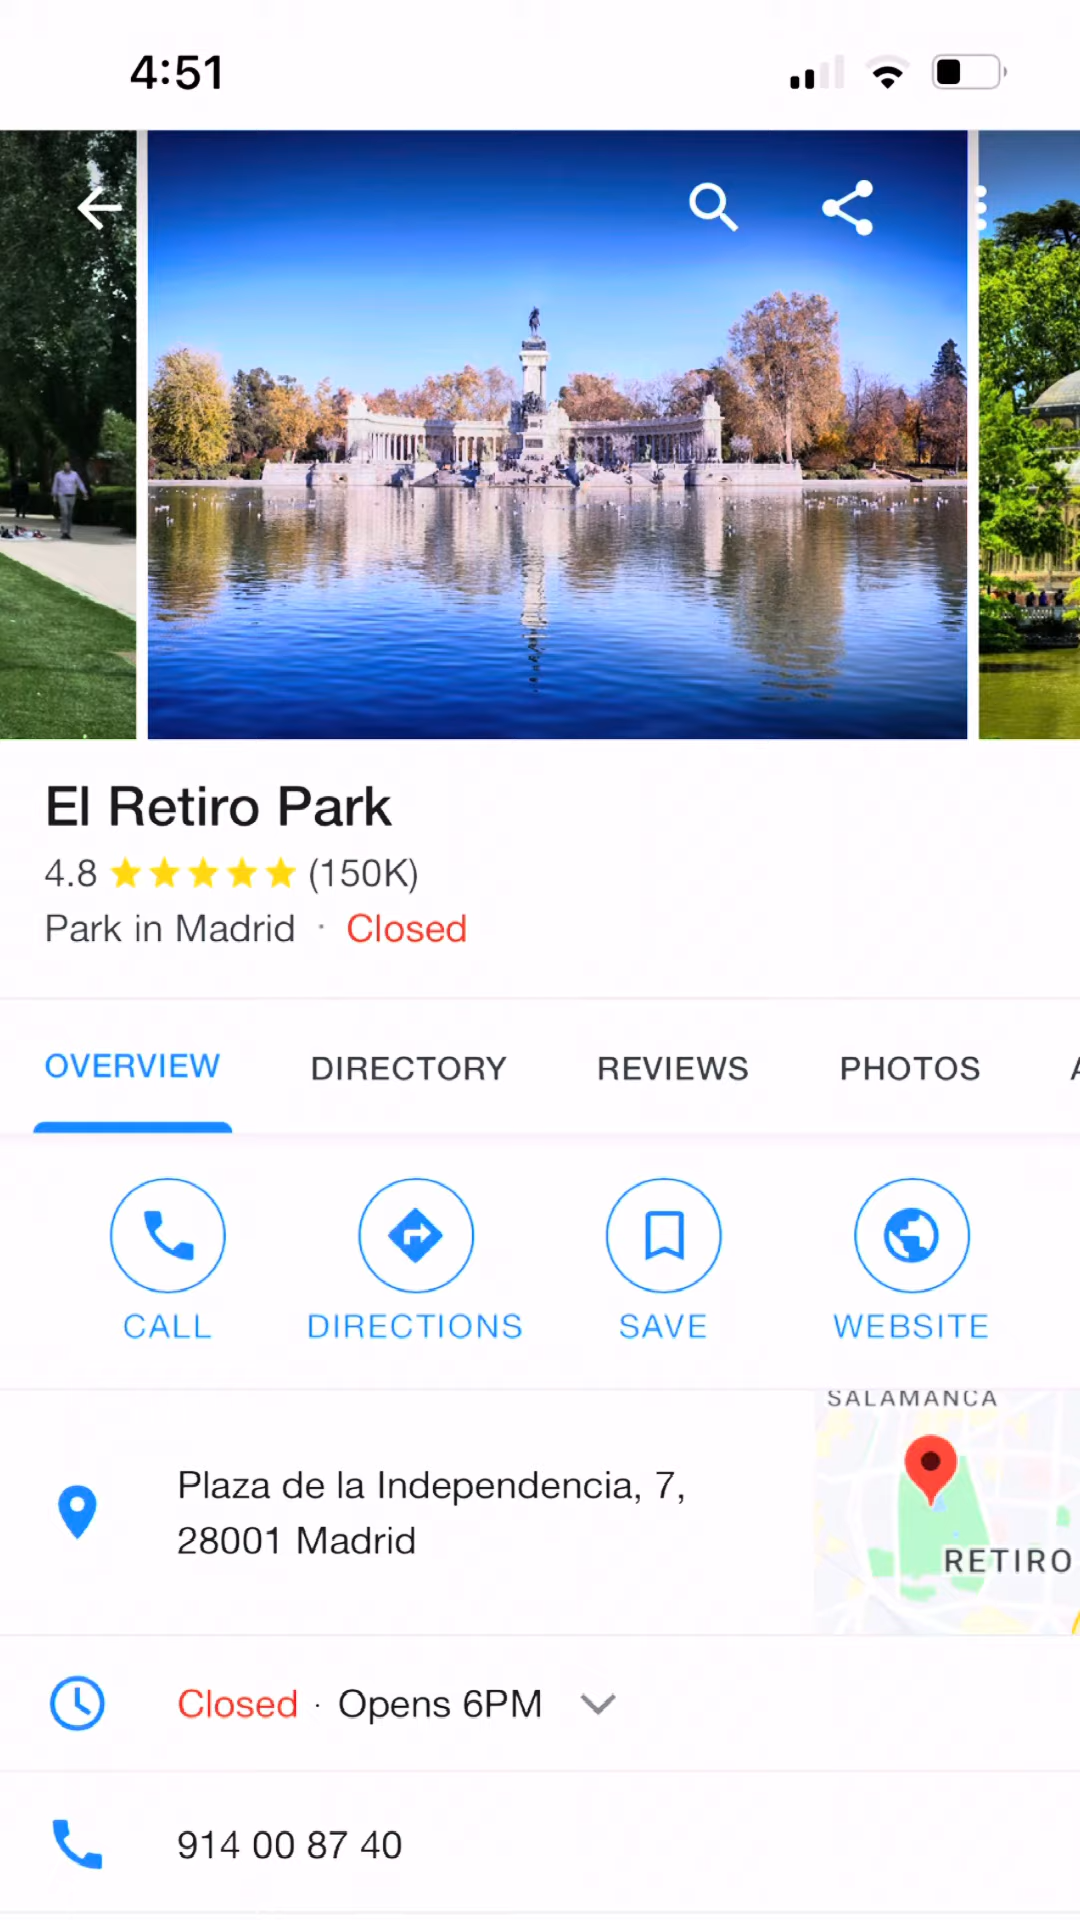 4:51
El Retiro Park
4.8 (150K)
Park in Madrid · Closed
OVERVIEW DIRECTORY REVIEWS PHOTOS A
CALL DIRECTIONS SAVE WEBSITE
SALAMANCA
Plaza de la Independencia, 7,
28001 Madrid
RETIRO
Closed · Opens 6PM
914 00 87 40